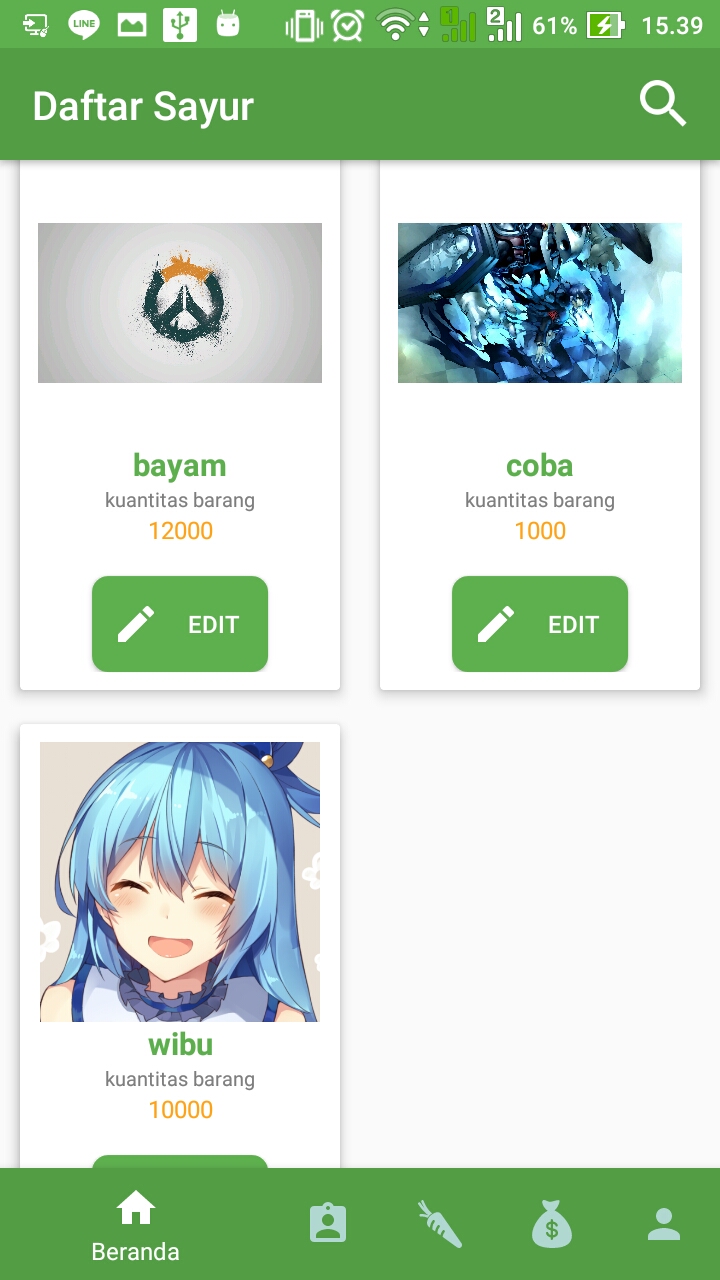 LINE
1
2
61%
15.39
Daftar Sayur
bayam
kuantitas barang
12000
EDIT
coba
kuantitas barang
1000
EDIT
wibu
kuantitas barang
10000
$
Beranda